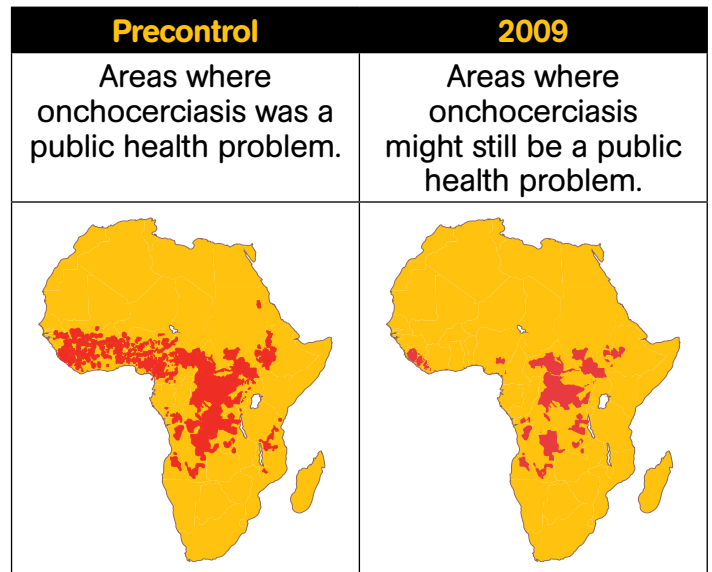 Precontrol
2009
Areas where
onchocerciasis was a
public health problem.
Areas where
onchocerciasis
might still be a public
health problem.